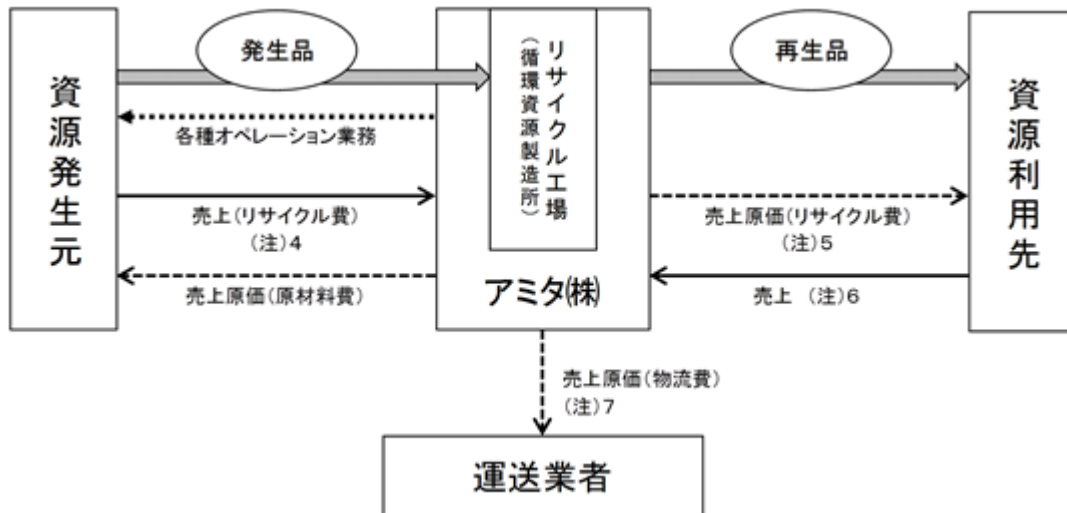 資源発生元
発生品
各種オペレーション業務
売上(リサイクル費)
(注)4
売上原価(原材料費)
リサイクル工場
(循環資源製造所)
アミタ㈱
再生品
売上原価(リサイクル費)
(注)5
売上 (注)6
資源利用先
売上原価(物流費)
(注)7
運送業者